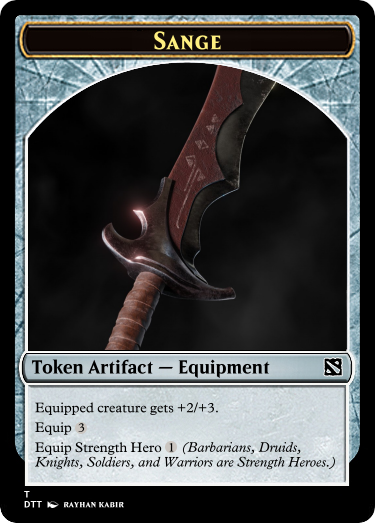 SANGE
Token Artifact — Equipment
Equipped creature gets +2/+3.
Equip 3
Equip Strength Hero 1 (Barbarians, Druids,
Knights, Soldiers, and Warriors are Strength Heroes.)
T
DTT RAYHAN KABIR